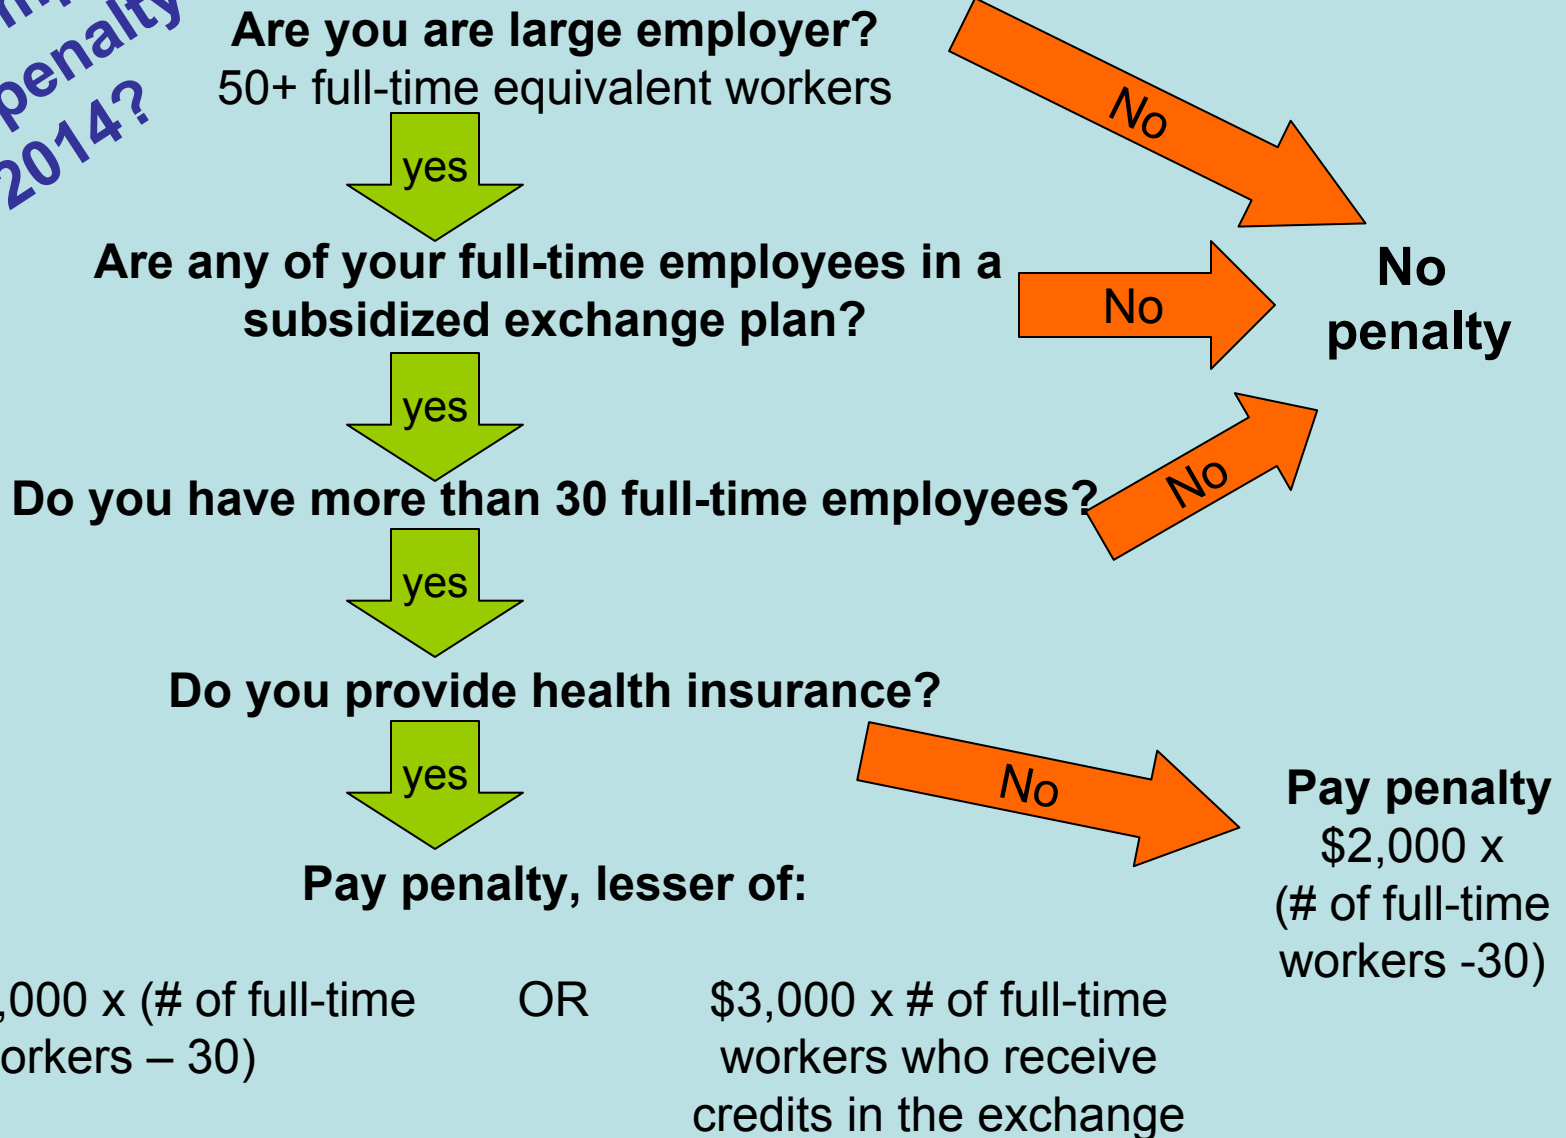 penalty
2014?
Are you are large employer?
50+ full-time equivalent workers
No
yes
Are any of your full-time employees in a
subsidized exchange plan?
No
No
penalty
yes
Do you have more than 30 full-time employees?
No
yes
Do you provide health insurance?
yes
No
Pay penalty
$2,000 x
(# of full-time
workers -30)
Pay penalty, lesser of:
,000 x (# of full-time
orkers – 30)
OR
$3,000 x # of full-time
workers who receive
credits in the exchange